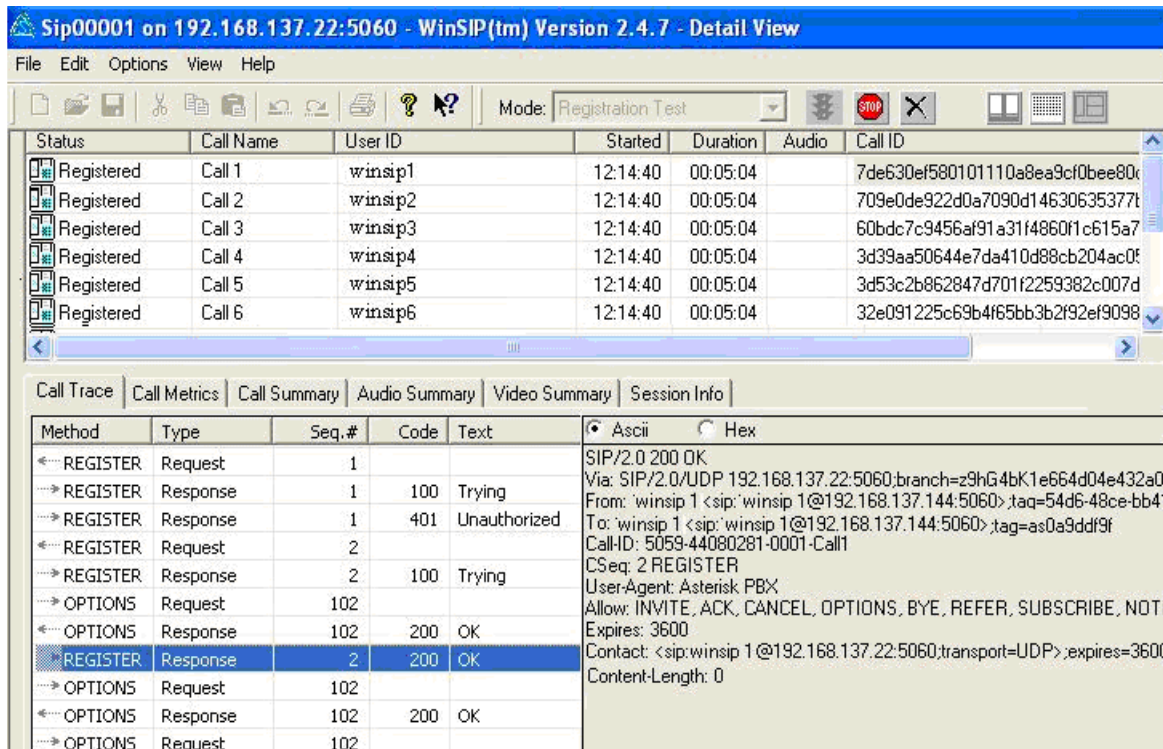 Sip00001 on 192.168.137.22:5060 - WinSIP(tm) Version 2.4.7 - Detail View
File Edit Options View Help
Mode: Registration Test STOP
Status Call Name User ID Started Duration Audio Call ID
Registered Call 1 winsip1 12:14:40 00:05:04 7de630ef580101110a8ea9cf0bee80
Registered Call 2 winsip2 12:14:40 00:05:04 709e0de922d0a7090d14630635377
Registered Call 3 winsip3 12:14:40 00:05:04 60bdc7c9456af91a31f4860f1c615a7
Registered Call 4 winsip4 12:14:40 00:05:04 3d39aa50644e7da410d88cb204ac05
Registered Call 5 winsip5 12:14:40 00:05:04 3d53c2b862847d701f2259382c007d
Registered Call 6 winsip6 12:14:40 00:05:04 32e091225c69b4f65bb3b2f92ef9098
Call Trace Call Metrics Call Summary Audio Summary Video Summary Session Info
Method Type Seq.# Code Text
REGISTER Request 1
REGISTER Response 1 100 Trying
REGISTER Response 1 401 Unauthorized
REGISTER Request 2
REGISTER Response 2 100 Trying
OPTIONS Request 102
OPTIONS Response 102 200 OK
REGISTER Response 2 200 OK
OPTIONS Request 102
OPTIONS Response 102 200 OK
OPTIONS Request 102
Ascii Hex
SIP/2.0 200 OK
Via: SIP/2.0/UDP 192.168.137.22:5060;branch=z9hG4bK1e664d04e432a0
From: 'winsip 1 <sip:'winsip 1@192.168.137.144:5060>;tag=54d6-48ce-bb4
To: 'winsip 1 <sip:'winsip 1@192.168.137.144:5060>;tag=as0a9ddf9f
Call-ID: 5059-44080281-0001-Call1
CSeq: 2 REGISTER
User-Agent: Asterisk PBX
Allow: INVITE, ACK, CANCEL, OPTIONS, BYE, REFER, SUBSCRIBE, NOT
Expires: 3600
Contact: <sip:winsip 1@192.168.137.22:5060;transport=UDP>;expires=3600
Content-Length: 0